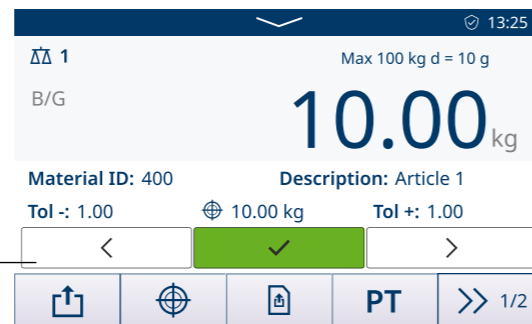 13:25
1 Max 100 kg d = 10 g
B/G 10.00 kg
Material ID: 400 Description: Article 1
Tol -: 1.00 10.00 kg Tol +: 1.00
PT 1/2